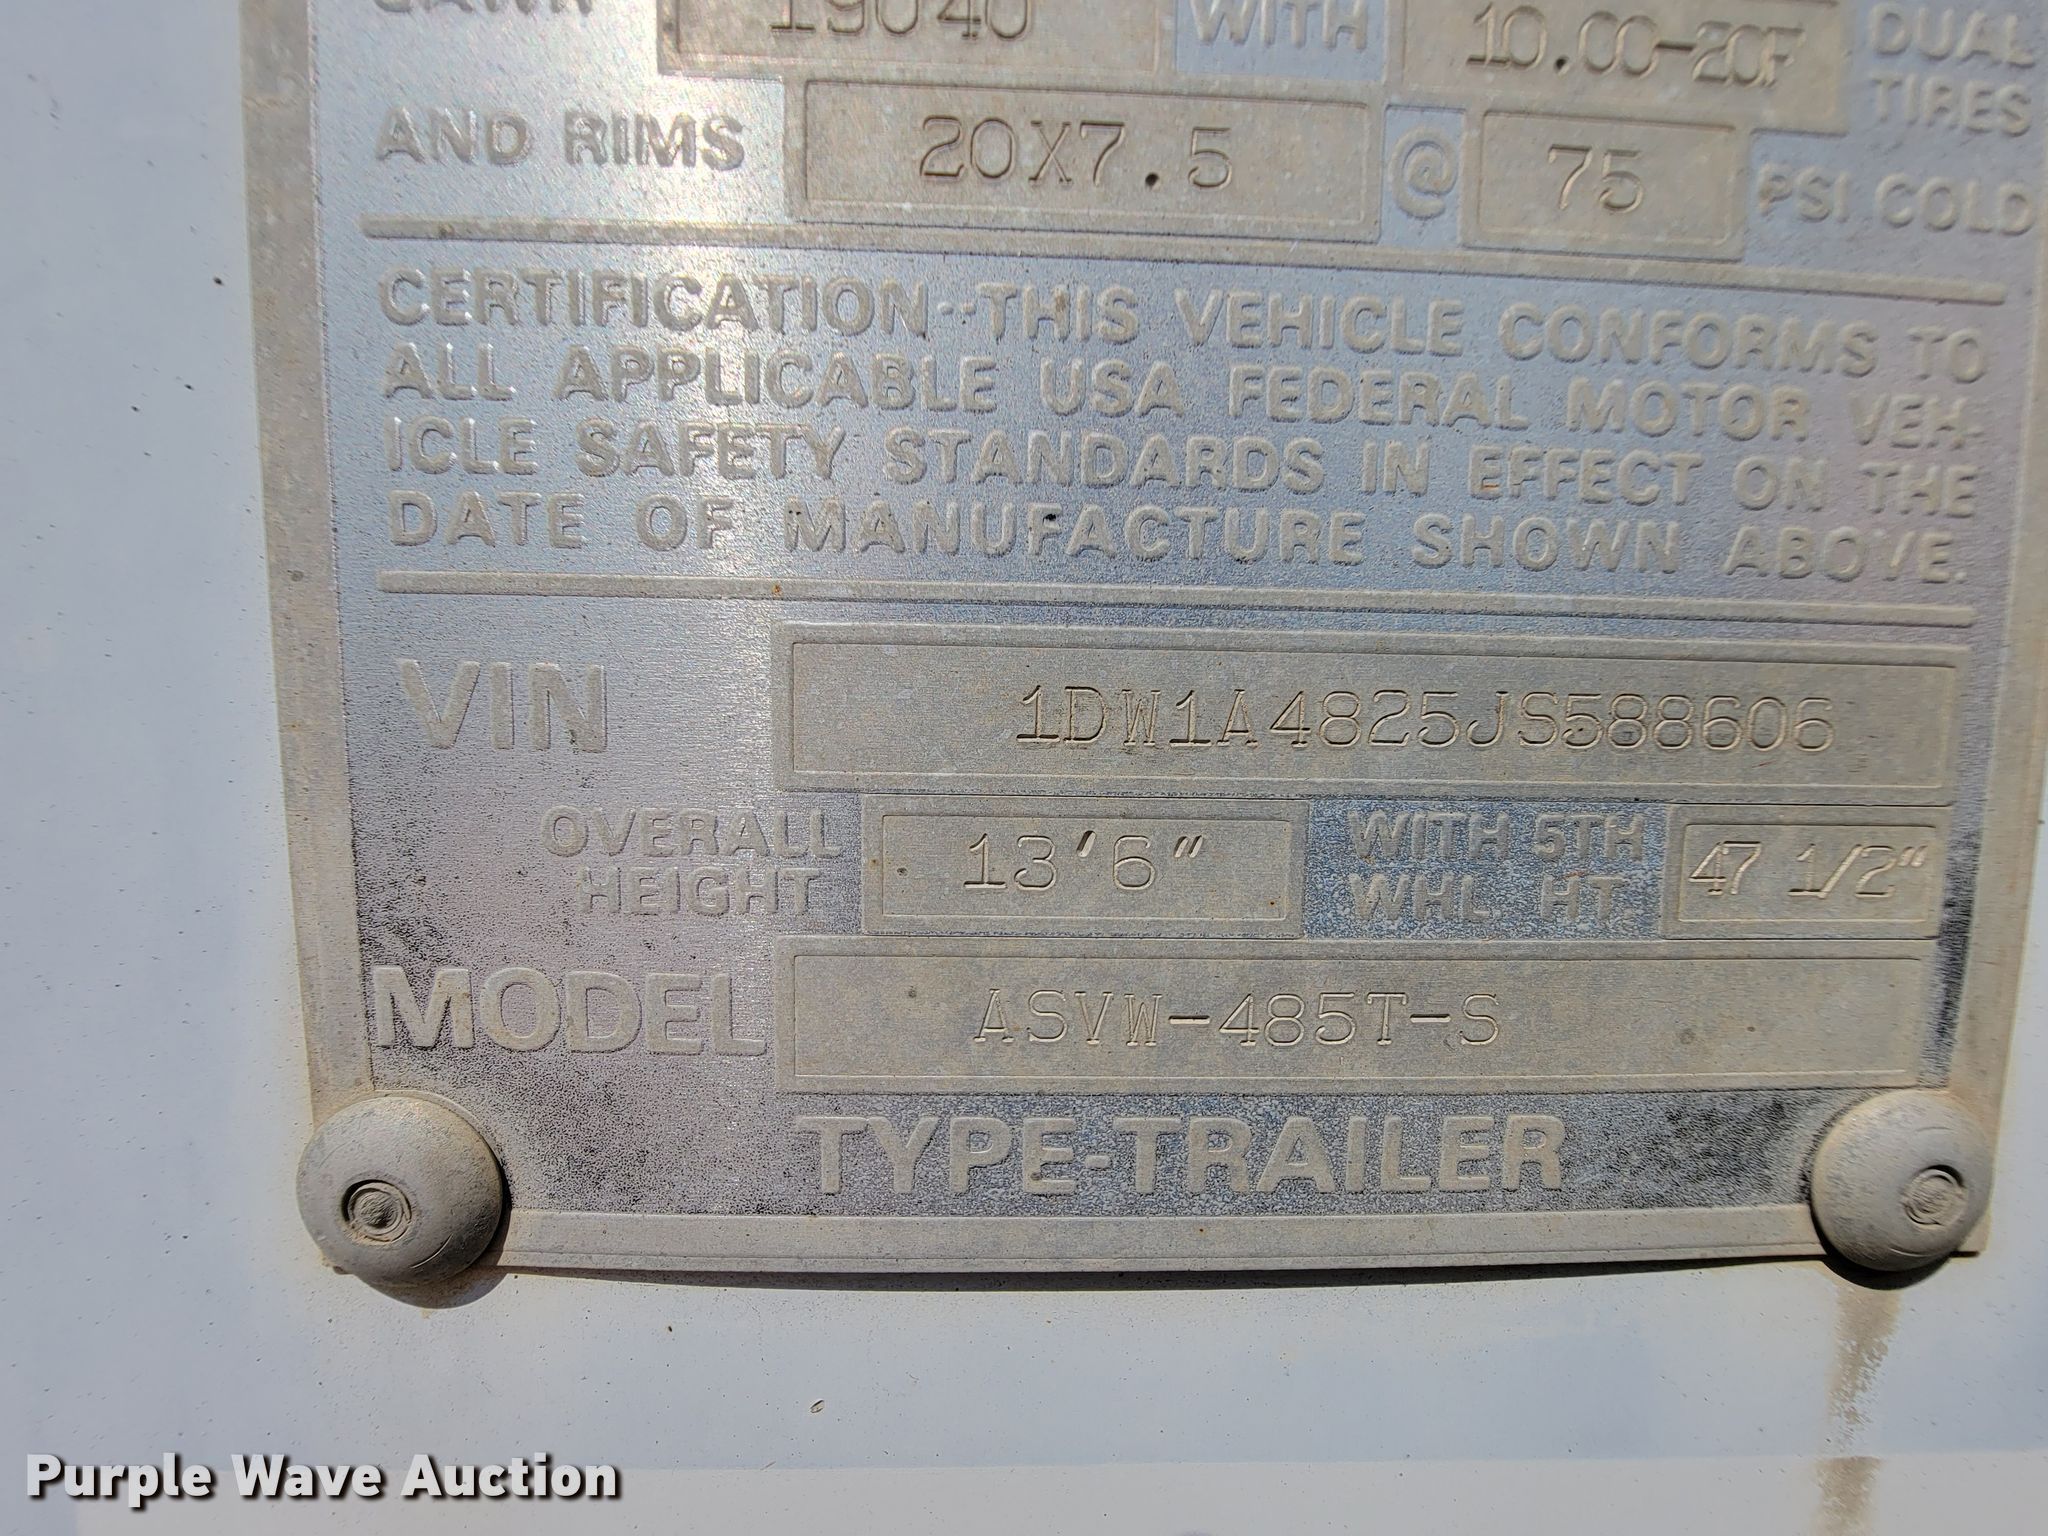 GAWR 19040 WITH 10.00-20F DUAL TIRES
AND RIMS 20X7.5 @ 75 PSI COLD
CERTIFICATION--THIS VEHICLE CONFORMS TO
ALL APPLICABLE USA FEDERAL MOTOR VEH-
ICLE SAFETY STANDARDS IN EFFECT ON THE
DATE OF MANUFACTURE SHOWN ABOVE.
VIN 1DW1A4825JS588606
OVERALL HEIGHT 13'6" WITH 5TH WHL HT 47 1/2"
MODEL ASVW-485T-S
TYPE-TRAILER
Purple Wave Auction